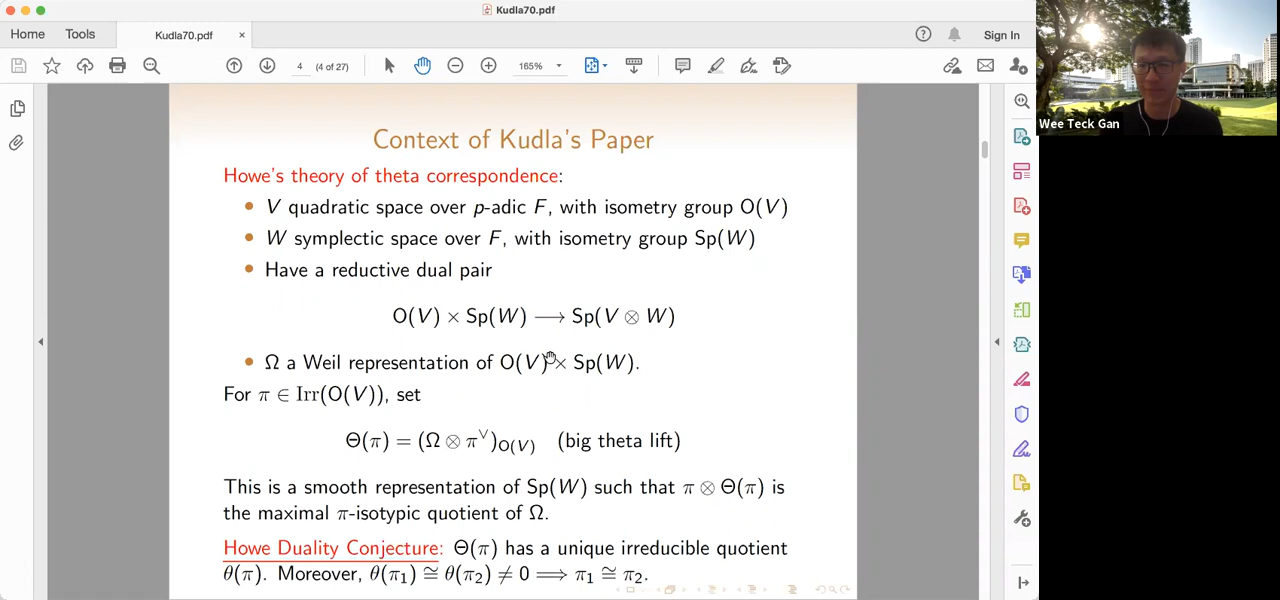 Kudla70.pdf
Home
Tools
Kudla70.pdf
×
Sign In
4
(4 of 27)
165%
Wee Teck Gan
Context of Kudla's Paper
Howe's theory of theta correspondence:
• V quadratic space over p-adic F, with isometry group O(V)
• W symplectic space over F, with isometry group Sp(W)
• Have a reductive dual pair
O(V) × Sp(W) ⟶ Sp(V ⊗ W)
• Ω a Weil representation of O(V) × Sp(W).
For π ∈ Irr(O(V)), set
Θ(π) = (Ω ⊗ π^∨)_{O(V)} (big theta lift)
This is a smooth representation of Sp(W) such that π ⊗ Θ(π) is
the maximal π-isotypic quotient of Ω.
Howe Duality Conjecture: Θ(π) has a unique irreducible quotient
θ(π). Moreover, θ(π₁) ≅ θ(π₂) ≠ 0 ⟹ π₁ ≅ π₂.